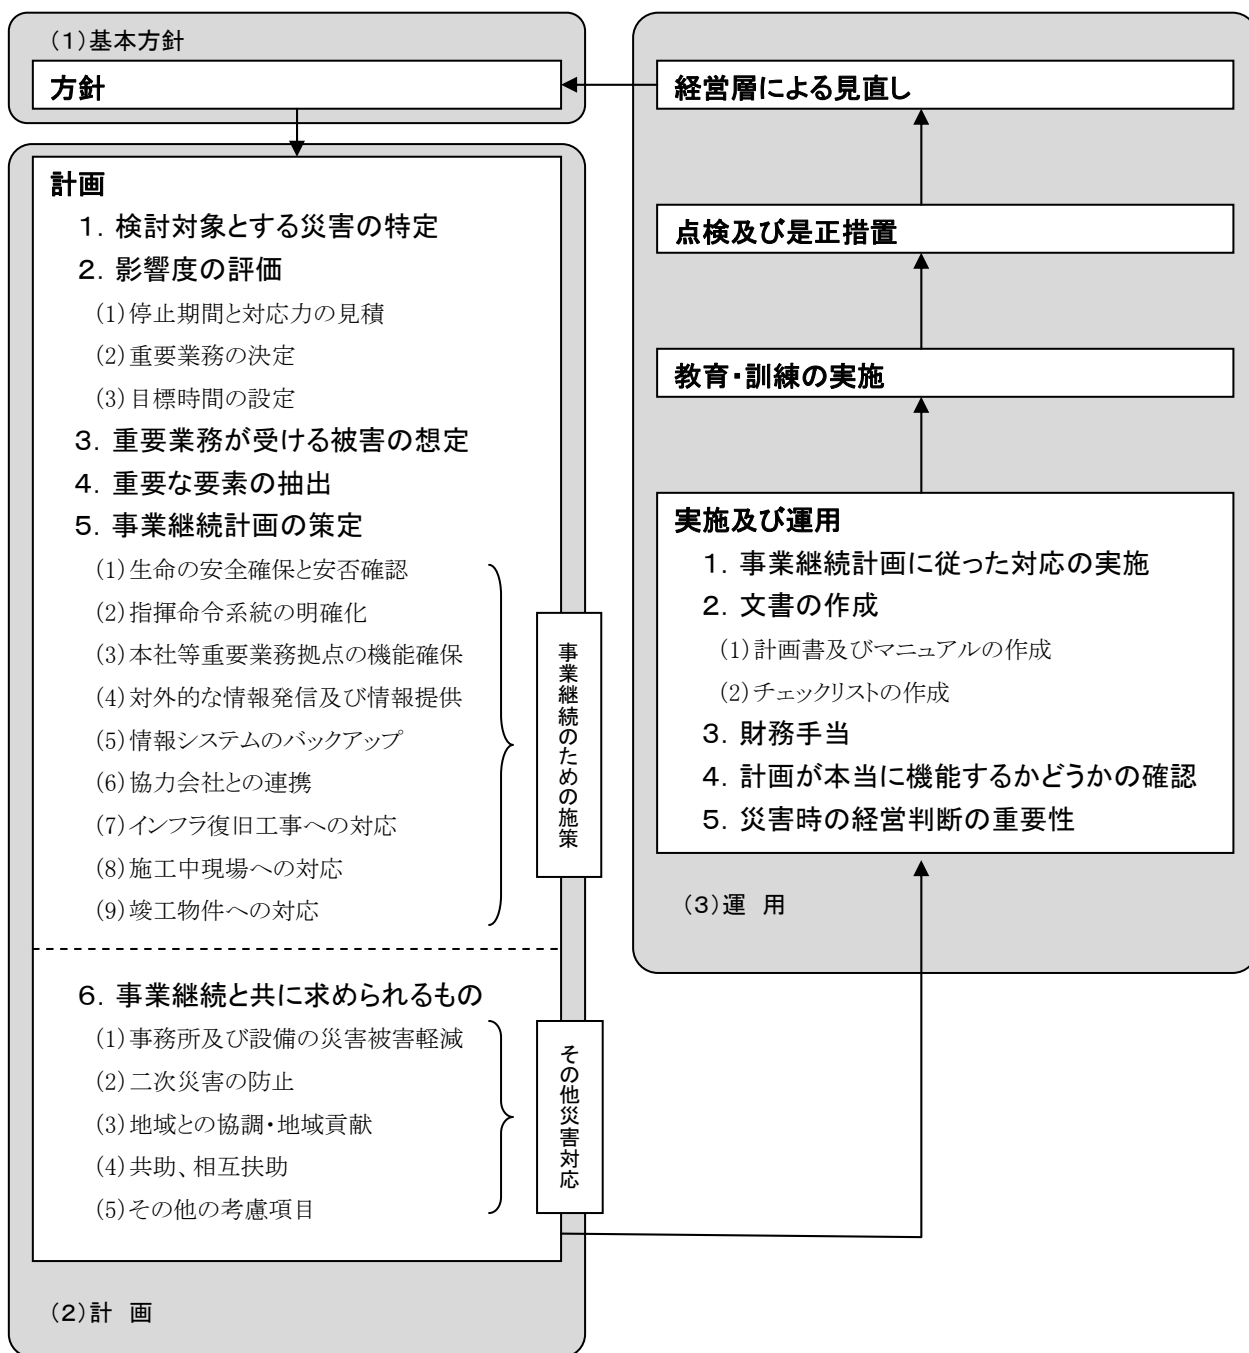 (1)基本方針
方針
計画
1. 検討対象とする災害の特定
2. 影響度の評価
(1)停止期間と対応力の見積
(2)重要業務の決定
(3)目標時間の設定
3. 重要業務が受ける被害の想定
4. 重要な要素の抽出
5. 事業継続計画の策定
(1)生命の安全確保と安否確認
(2)指揮命令系統の明確化
(3)本社等重要業務拠点の機能確保
(4)対外的な情報発信及び情報提供
(5)情報システムのバックアップ
(6)協力会社との連携
(7)インフラ復旧工事への対応
(8)施工中現場への対応
(9)竣工物件への対応
事業継続のための施策
6. 事業継続と共に求められるもの
(1)事務所及び設備の災害被害軽減
(2)二次災害の防止
(3)地域との協調・地域貢献
(4)共助、相互扶助
(5)その他の考慮項目
その他災害対応
(2)計 画
経営層による見直し
点検及び是正措置
教育・訓練の実施
実施及び運用
1. 事業継続計画に従った対応の実施
2. 文書の作成
(1)計画書及びマニュアルの作成
(2)チェックリストの作成
3. 財務手当
4. 計画が本当に機能するかどうかの確認
5. 災害時の経営判断の重要性
(3)運 用